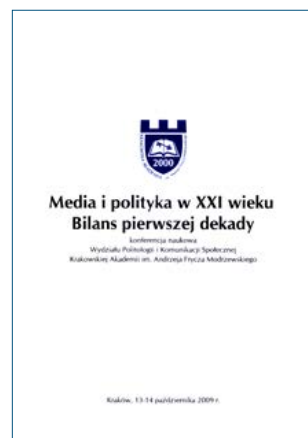 2000
Media i polityka w XXI wieku
Bilans pierwszej dekady
konferencja naukowa
Wydziału Politologii i Komunikacji Społecznej
Krakowskiej Akademii im. Andrzeja Frycza Modrzewskiego
Kraków, 13-14 października 2009 r.